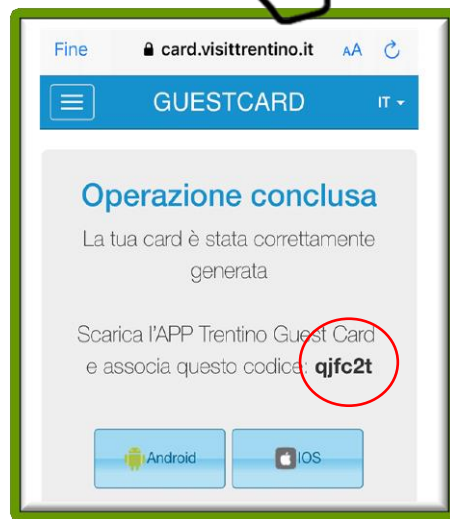 Fine card.visittrentino.it AA
GUESTCARD IT
Operazione conclusa
La tua card è stata correttamente
generata
Scarica l'APP Trentino Guest Card
e associa questo codice: qjfc2t
Android IOS